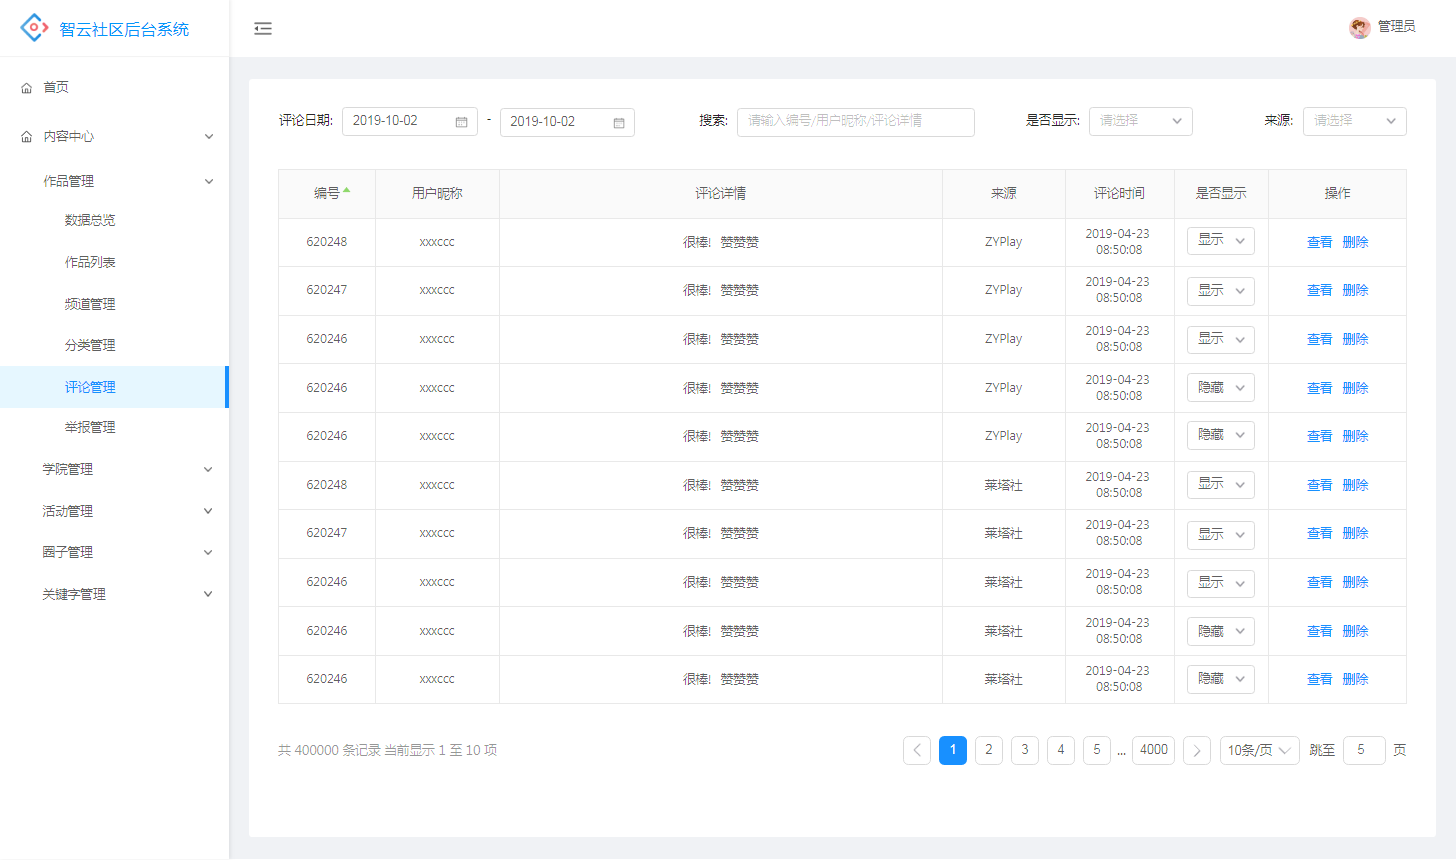 智云社区后台系统
管理员
首页
内容中心
作品管理
数据总览
作品列表
频道管理
分类管理
评论管理
举报管理
学院管理
活动管理
圈子管理
关键字管理
评论日期: 2019-10-02 - 2019-10-02 搜索: 请输入编号/用户昵称/评论详情 是否显示: 请选择 来源: 请选择
编号 用户昵称 评论详情 来源 评论时间 是否显示 操作
620248 xxxccc 很棒! 赞赞赞 ZYPlay 2019-04-23 08:50:08 显示 查看 删除
620247 xxxccc 很棒! 赞赞赞 ZYPlay 2019-04-23 08:50:08 显示 查看 删除
620246 xxxccc 很棒! 赞赞赞 ZYPlay 2019-04-23 08:50:08 显示 查看 删除
620246 xxxccc 很棒! 赞赞赞 ZYPlay 2019-04-23 08:50:08 隐藏 查看 删除
620246 xxxccc 很棒! 赞赞赞 ZYPlay 2019-04-23 08:50:08 隐藏 查看 删除
620248 xxxccc 很棒! 赞赞赞 莱塔社 2019-04-23 08:50:08 显示 查看 删除
620247 xxxccc 很棒! 赞赞赞 莱塔社 2019-04-23 08:50:08 显示 查看 删除
620246 xxxccc 很棒! 赞赞赞 莱塔社 2019-04-23 08:50:08 显示 查看 删除
620246 xxxccc 很棒! 赞赞赞 莱塔社 2019-04-23 08:50:08 隐藏 查看 删除
620246 xxxccc 很棒! 赞赞赞 莱塔社 2019-04-23 08:50:08 隐藏 查看 删除
共 400000 条记录 当前显示 1 至 10 项 1 2 3 4 5 ... 4000 10条/页 跳至 5 页